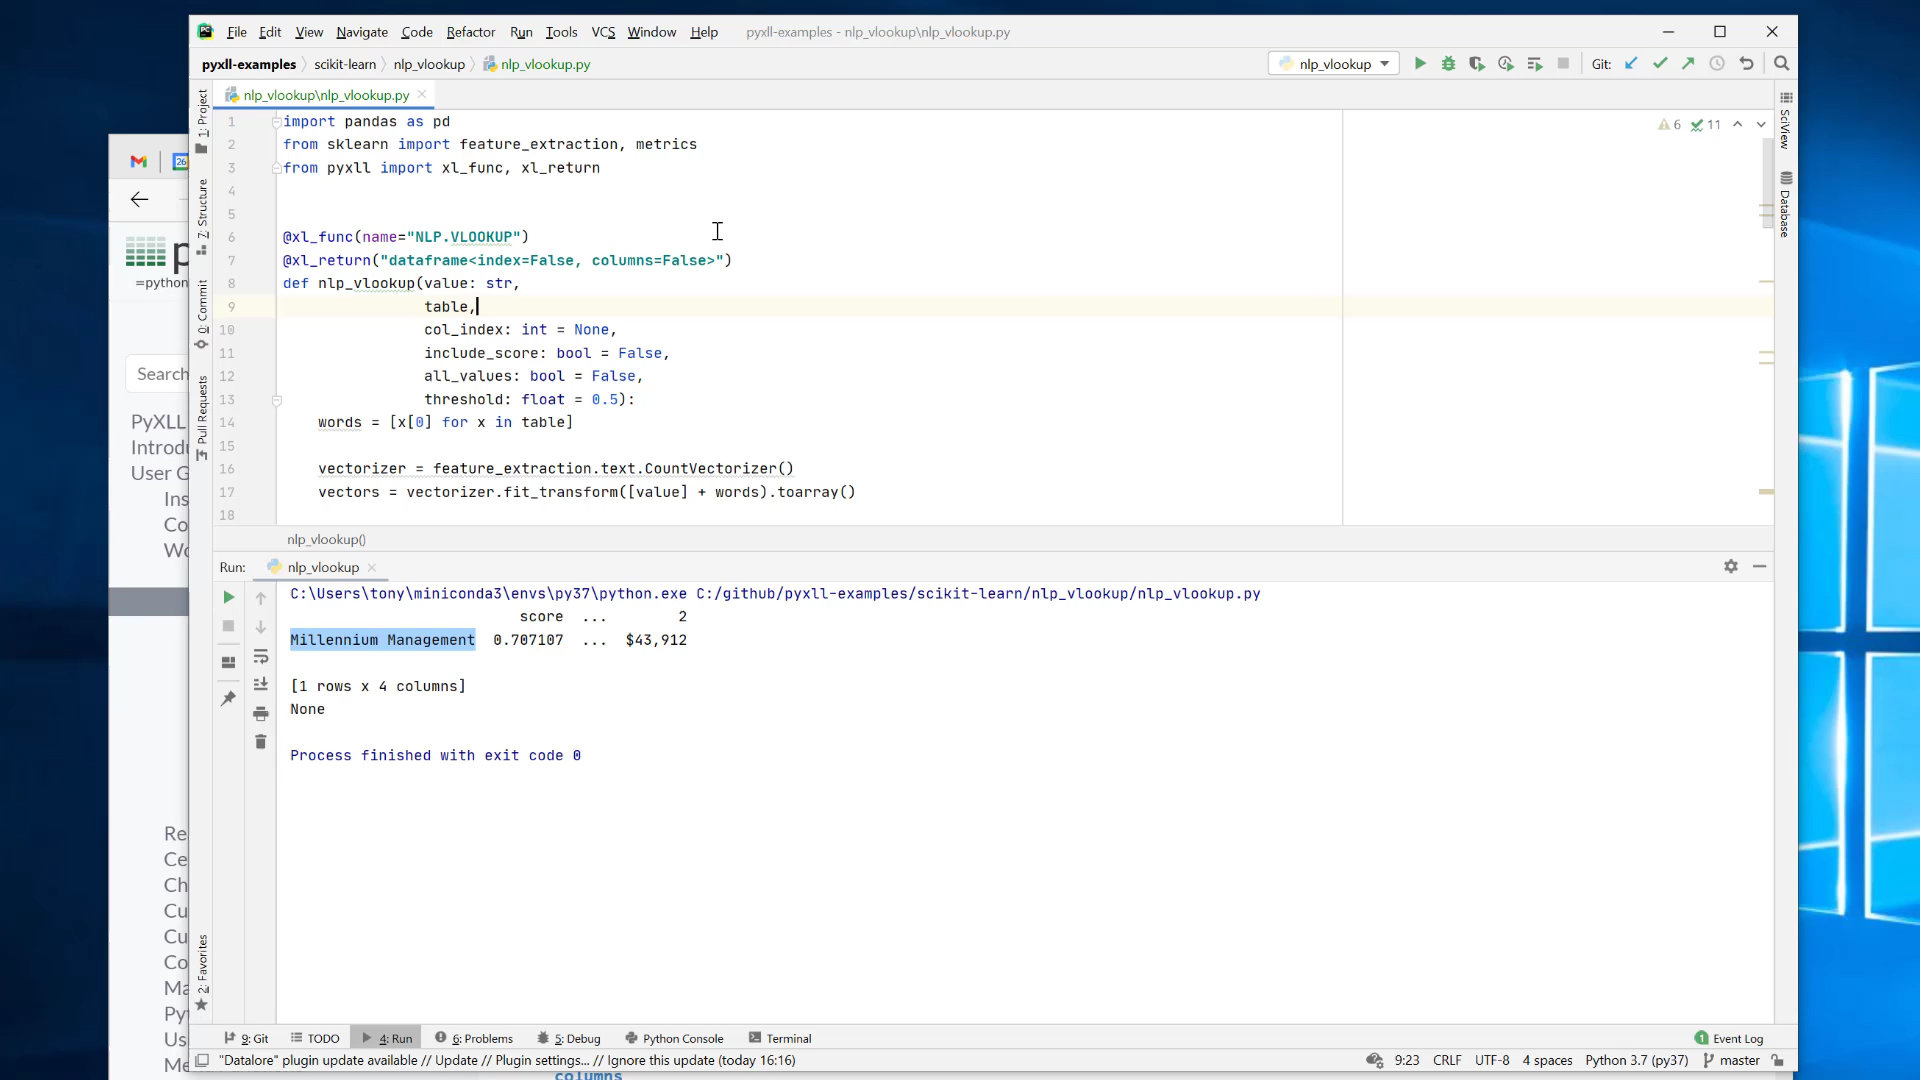 File Edit View Navigate Code Refactor Run Tools VCS Window Help pyxll-examples - nlp_vlookup\nlp_vlookup.py
pyxll-examples scikit-learn nlp_vlookup nlp_vlookup.py nlp_vlookup Git:
nlp_vlookup\nlp_vlookup.py
6 11
1 import pandas as pd
2 from sklearn import feature_extraction, metrics
3 from pyxll import xl_func, xl_return
4
5
6 @xl_func(name="NLP.VLOOKUP")
7 @xl_return("dataframe<index=False, columns=False>")
8 def nlp_vlookup(value: str,
9 table,
10 col_index: int = None,
11 include_score: bool = False,
12 all_values: bool = False,
13 threshold: float = 0.5):
14 words = [x[0] for x in table]
15
16 vectorizer = feature_extraction.text.CountVectorizer()
17 vectors = vectorizer.fit_transform([value] + words).toarray()
18
nlp_vlookup()
Run: nlp_vlookup
C:\Users\tony\miniconda3\envs\py37\python.exe C:/github/pyxll-examples/scikit-learn/nlp_vlookup/nlp_vlookup.py
score ... 2
Millennium Management 0.707107 ... $43,912
[1 rows x 4 columns]
None
Process finished with exit code 0
1: Project
7: Structure
0: Commit
Pull Requests
2: Favorites
SciView
Database
9: Git TODO 4: Run 6: Problems 5: Debug Python Console Terminal 1 Event Log
"Datalore" plugin update available // Update // Plugin settings... // Ignore this update (today 16:16) 9:23 CRLF UTF-8 4 spaces Python 3.7 (py37) master
26
p
=python
Search
PyXLL
Introdu
User G
Ins
Co
Wo
Re
Ce
Ch
Cu
Cu
Co
Ma
Py
Us
Me
columns